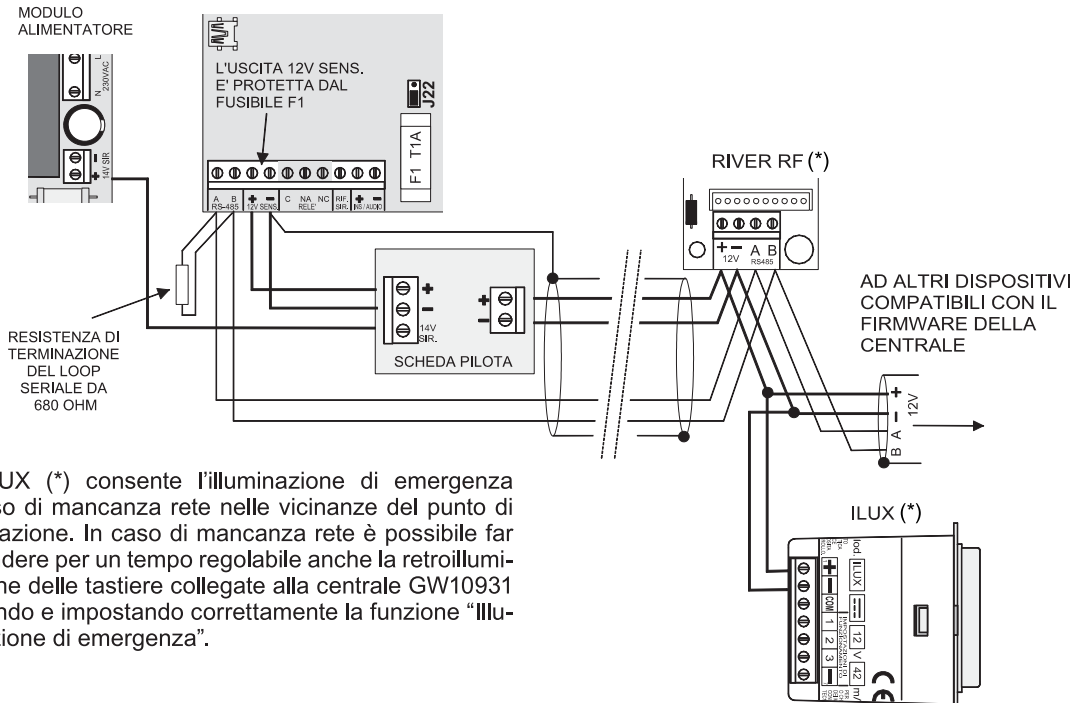 MODULO
ALIMENTATORE
L
N 230VAC
- + 14V SIR
L'USCITA 12V SENS.
E' PROTETTA DAL
FUSIBILE F1
J22
F1 T1A
A B + - C NA NC RIF. + -
RS-485 12V SENS. RELE' SIR. INS / AUDIO
RESISTENZA DI
TERMINAZIONE
DEL LOOP
SERIALE DA
680 OHM
+
-
14V
SIR.
+
-
SCHEDA PILOTA
RIVER RF (*)
+ - A B
12V RS485
AD ALTRI DISPOSITIVI
COMPATIBILI CON IL
FIRMWARE DELLA
CENTRALE
+
-
12V
A
B
UX (*) consente l'illuminazione di emergenza
so di mancanza rete nelle vicinanze del punto di
azione. In caso di mancanza rete è possibile far
dere per un tempo regolabile anche la retroillumi-
ne delle tastiere collegate alla centrale GW10931
ndo e impostando correttamente la funzione “Illu-
zione di emergenza”.
ILUX (*)
+ - COM 1 2 3 -
IMPOSTAZIONI DI
FUNZIONAMENTO
lod. ILUX 12 V 42 m/
CE